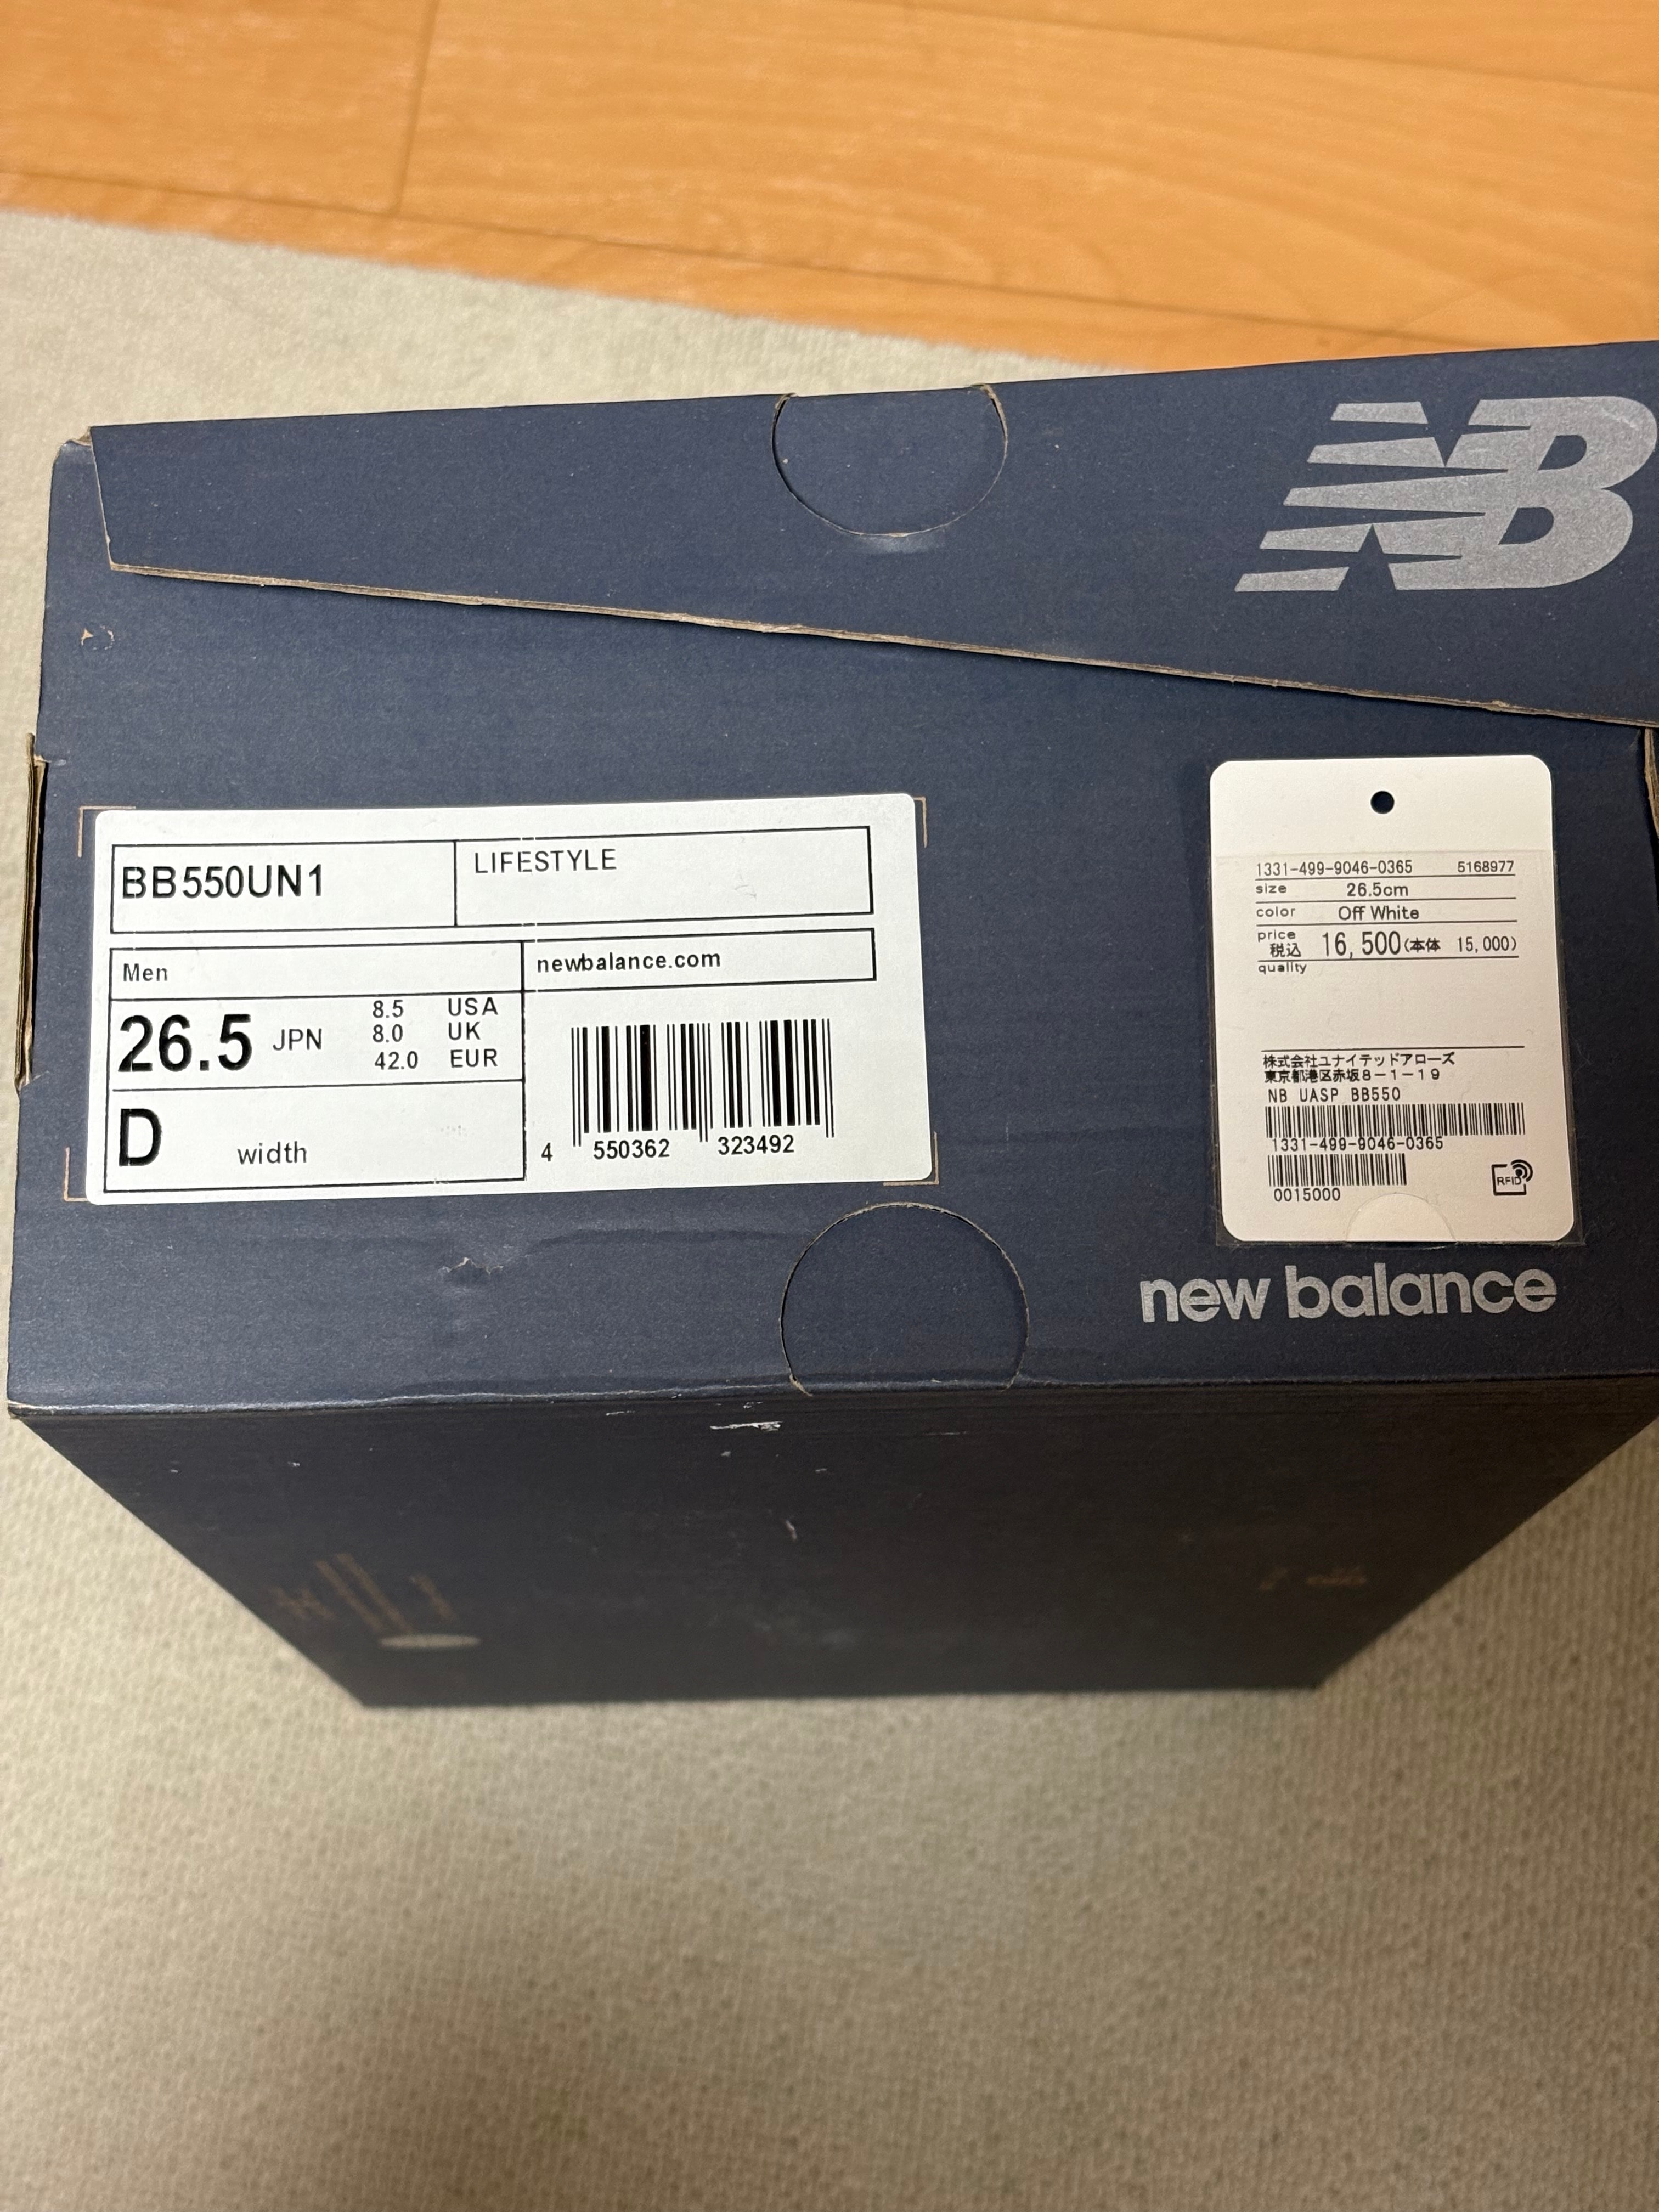 NB
BB550UN1
LIFESTYLE
Men
newbalance.com
26.5 JPN
8.5 USA
8.0 UK
42.0 EUR
D width
4 550362 323492
1331-499-9046-0365 5168977
size 26.5cm
color Off White
price 税込 16,500(本体 15,000)
quality
株式会社ユナイテッドアローズ
東京都港区赤坂8-1-19
NB UASP BB550
1331-499-9046-0365
0015000
RFID
new balance